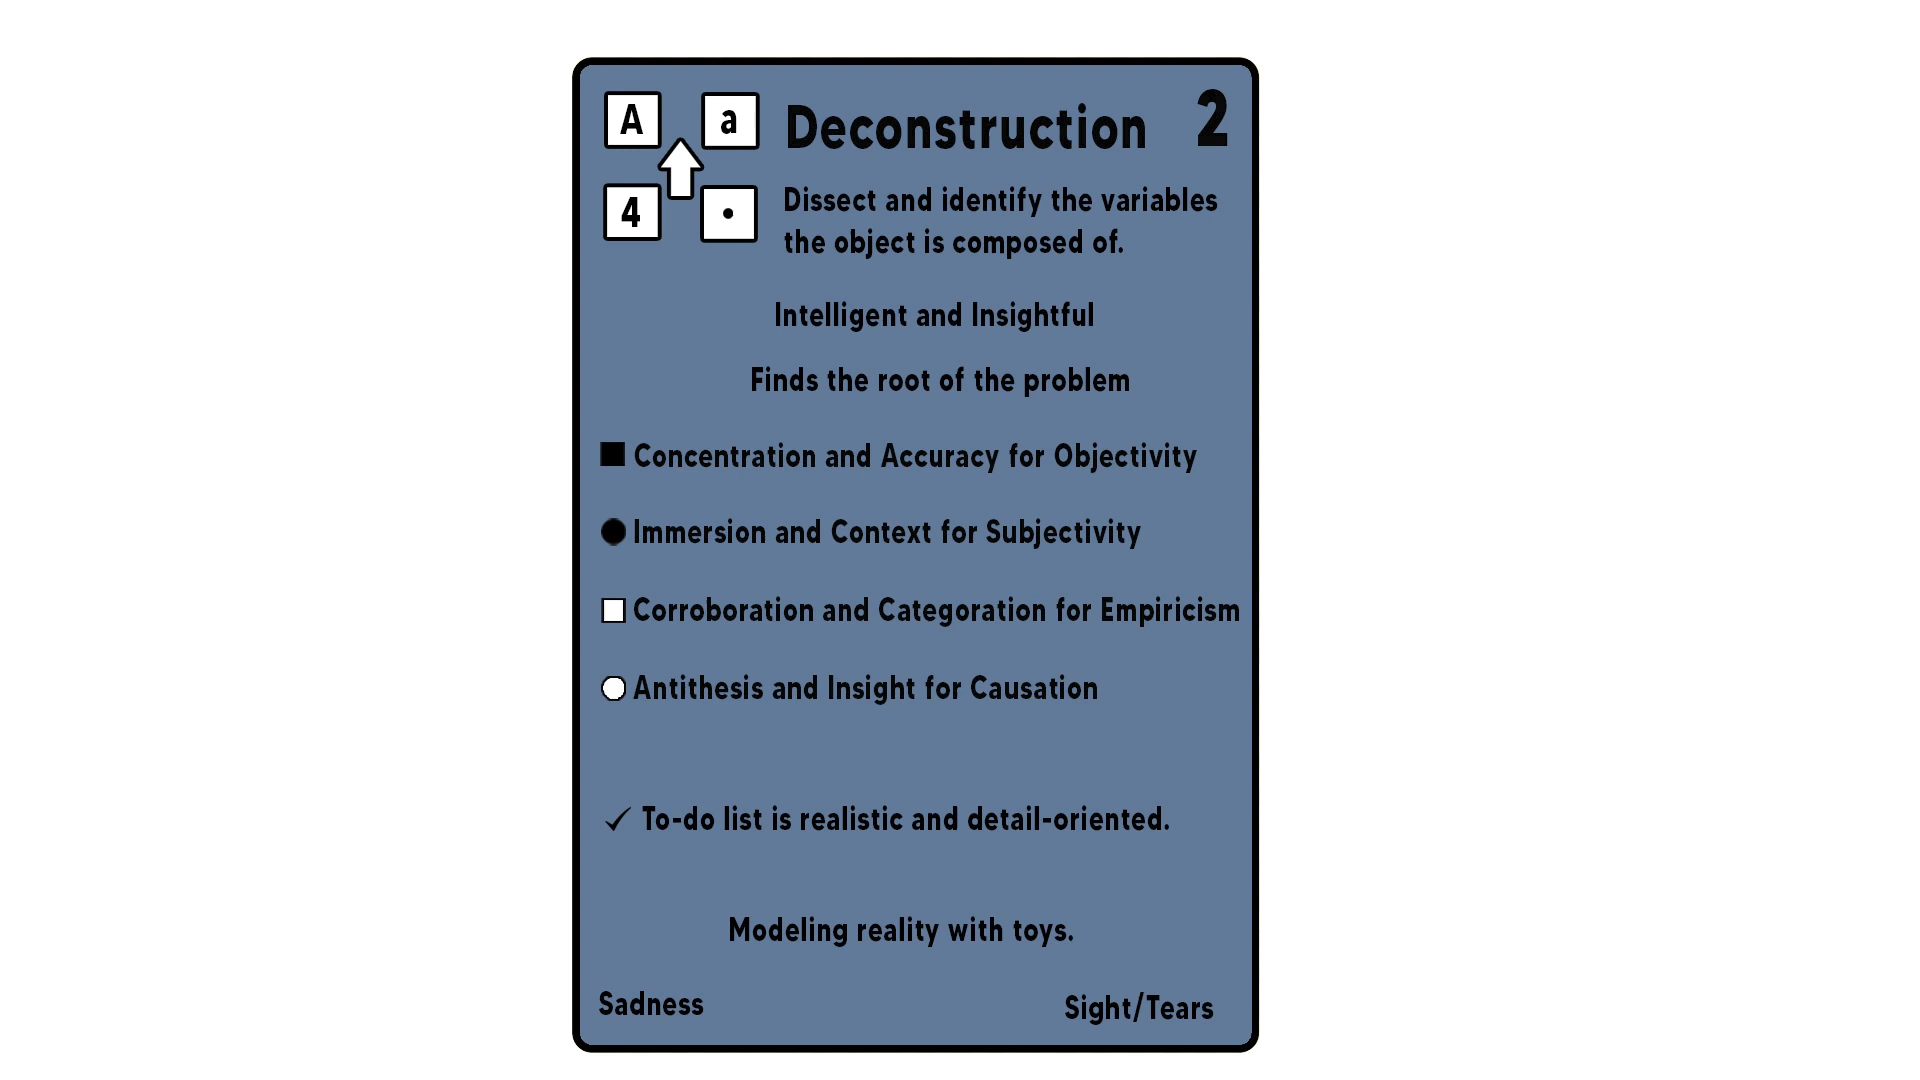 A a
4 •
Deconstruction 2
Dissect and identify the variables
the object is composed of.
Intelligent and Insightful
Finds the root of the problem
Concentration and Accuracy for Objectivity
Immersion and Context for Subjectivity
Corroboration and Categoration for Empiricism
Antithesis and Insight for Causation
To-do list is realistic and detail-oriented.
Modeling reality with toys.
Sadness
Sight/Tears